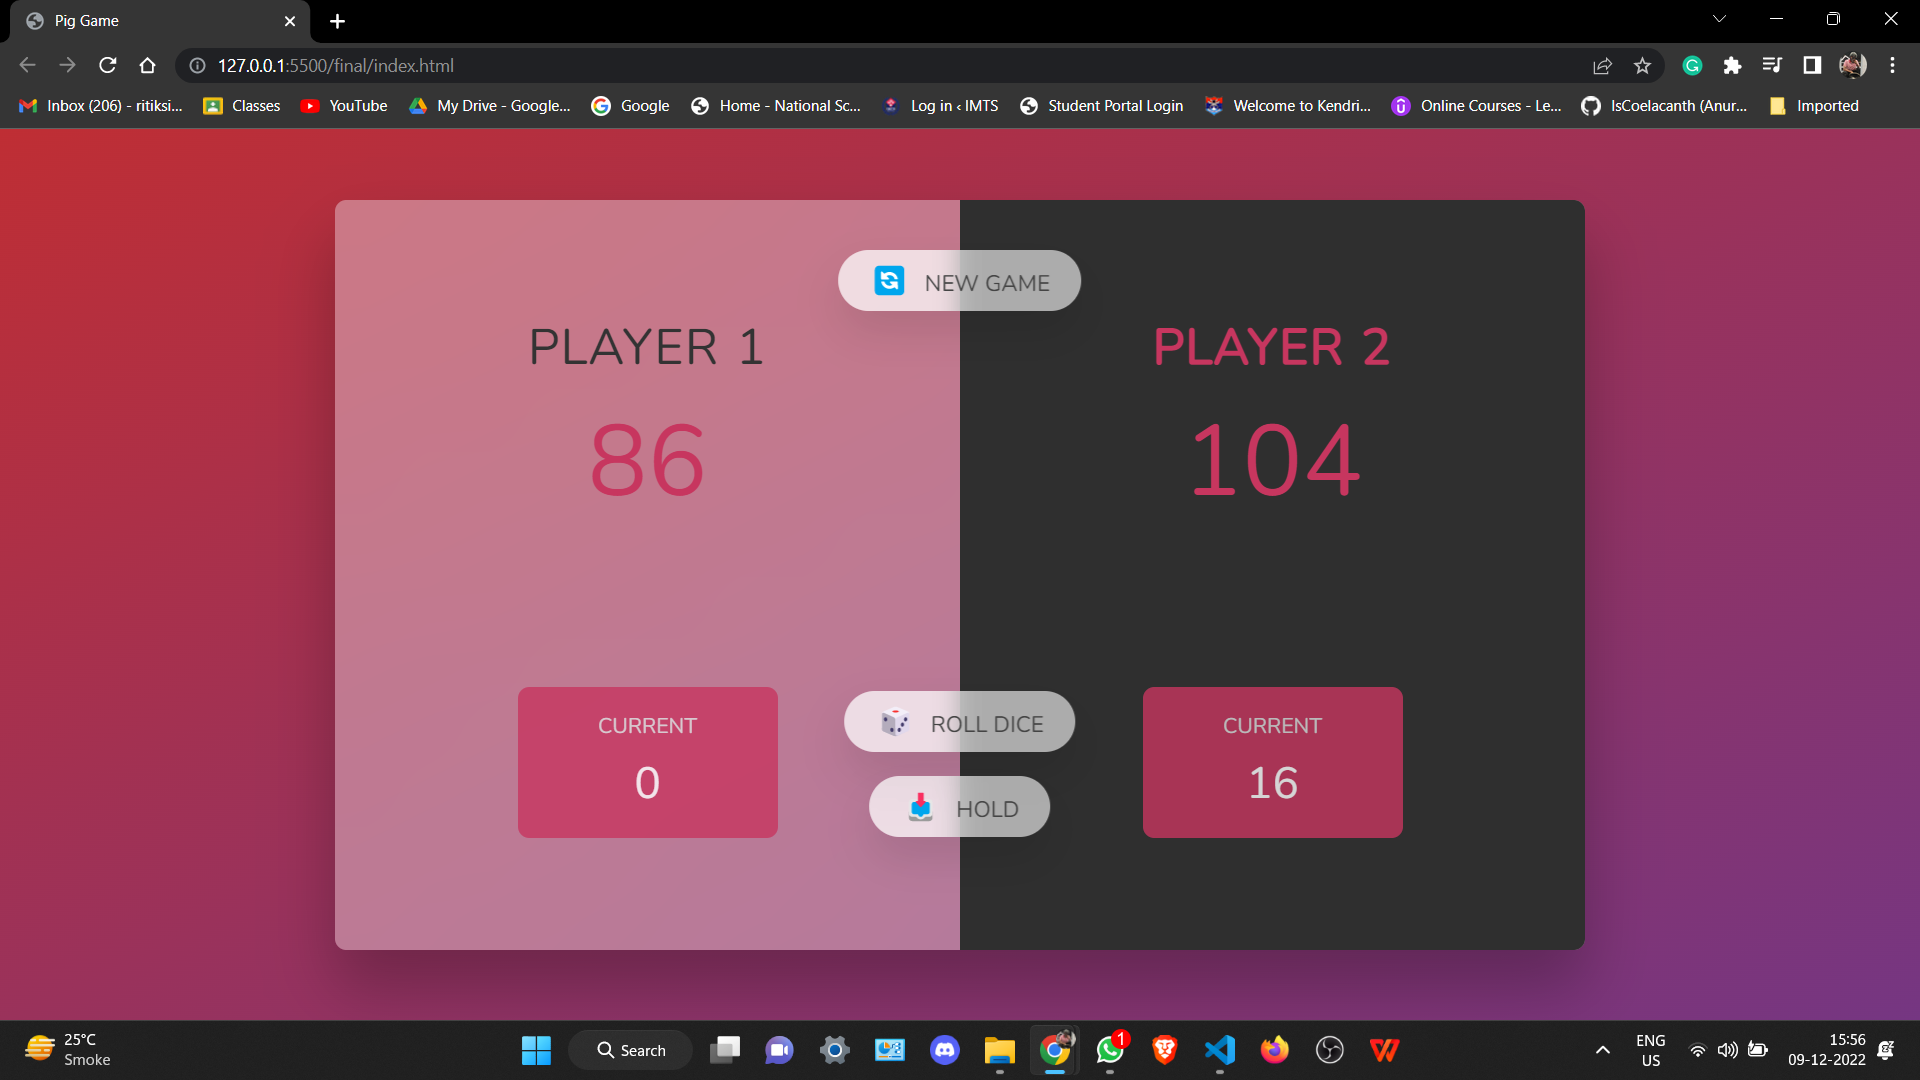 Pig Game
127.0.0.1:5500/final/index.html
Inbox (206) - ritiksi... Classes YouTube My Drive - Google... Google Home - National Sc... Log in ‹ IMTS Student Portal Login Welcome to Kendri... Online Courses - Le... IsCoelacanth (Anur... Imported
NEW GAME
PLAYER 1
86
CURRENT
0
PLAYER 2
104
CURRENT
16
ROLL DICE
HOLD
25°C
Smoke
Search
1
ENG
US
15:56
09-12-2022